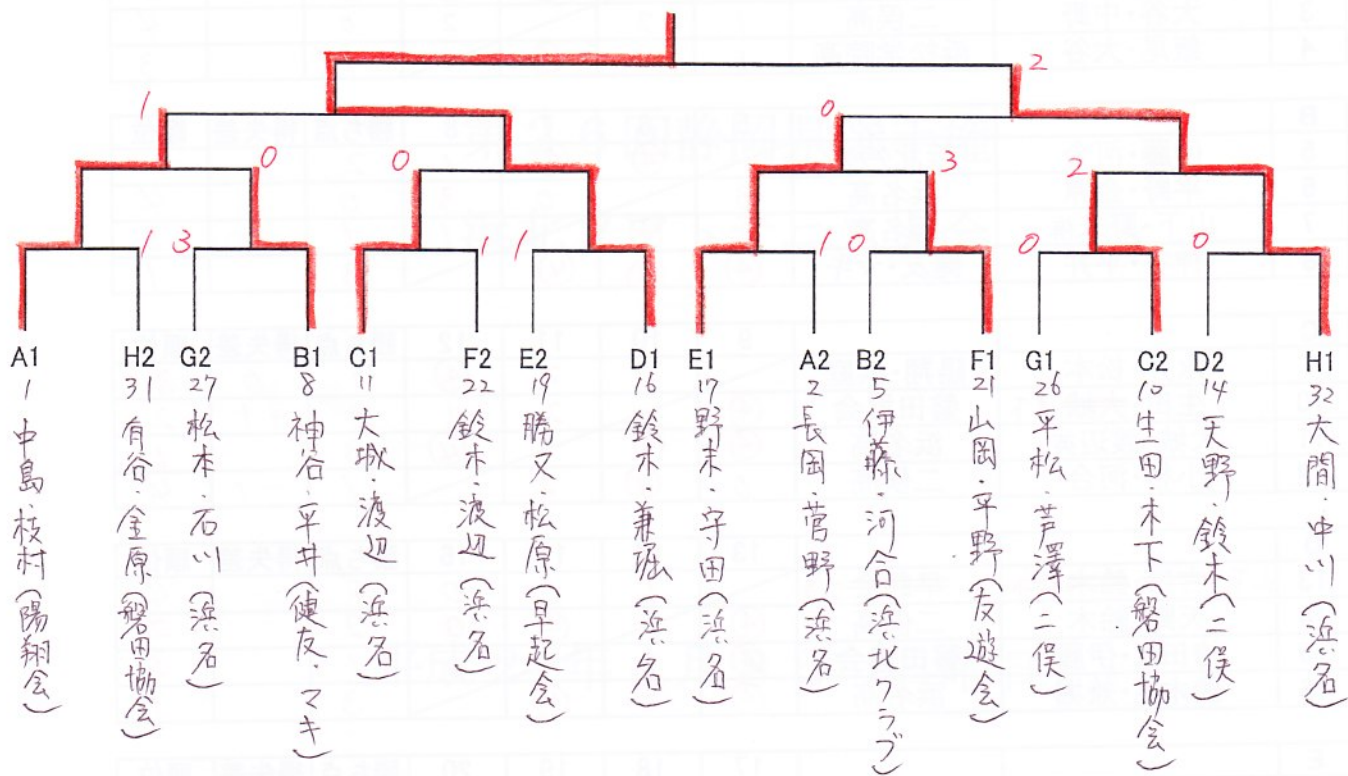 2
1
0
0
0
3
2
0
1
3
1
1
1
0
0
A1
H2
G2
B1
C1
F2
E2
D1
E1
A2
B2
F1
G1
C2
D2
H1
1 中島・枝村(陽翔会)
31 有谷・金原(磐田協会)
27 松本・石川(浜名)
8 神谷・平井(健友・マキ)
11 大城・渡辺(浜名)
22 鈴木・渡辺(浜名)
19 勝又・松原(早起会)
16 鈴木・兼堀(浜名)
17 野末・守田(浜名)
2 長岡・菅野(浜名)
5 伊藤・河合(浜北クラブ)
21 山岡・平野(友遊会)
26 平松・芦澤(二俣)
10 生田・木下(磐田協会)
14 天野・鈴木(二俣)
32 大間・中川(浜名)